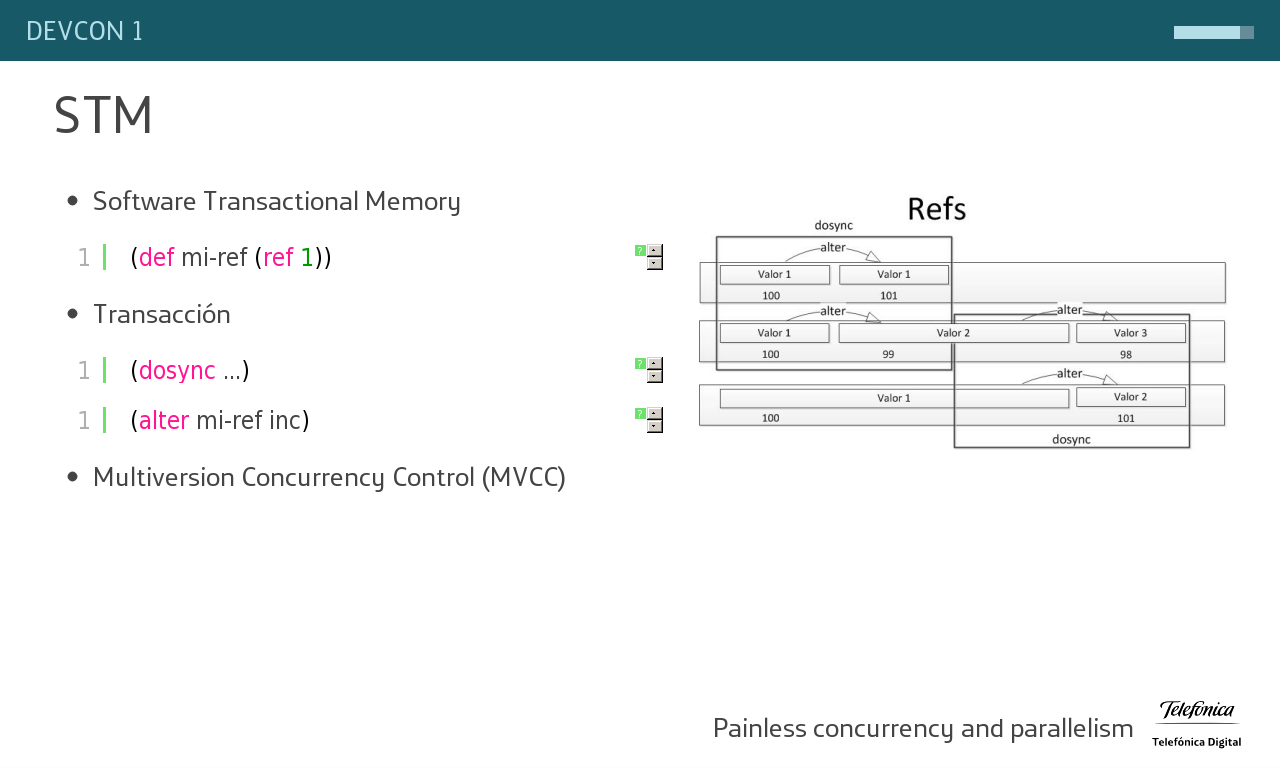 DEVCON 1
STM
Software Transactional Memory
1 (def mi-ref (ref 1))
?
Transacción
1 (dosync ...)
?
1 (alter mi-ref inc)
?
Multiversion Concurrency Control (MVCC)
Refs
dosync
alter
Valor 1 Valor 1
100 101
alter alter
Valor 1 Valor 2 Valor 3
100 99 98
alter
Valor 1 Valor 2
100 101
dosync
Painless concurrency and parallelism
Telefónica
Telefónica Digital